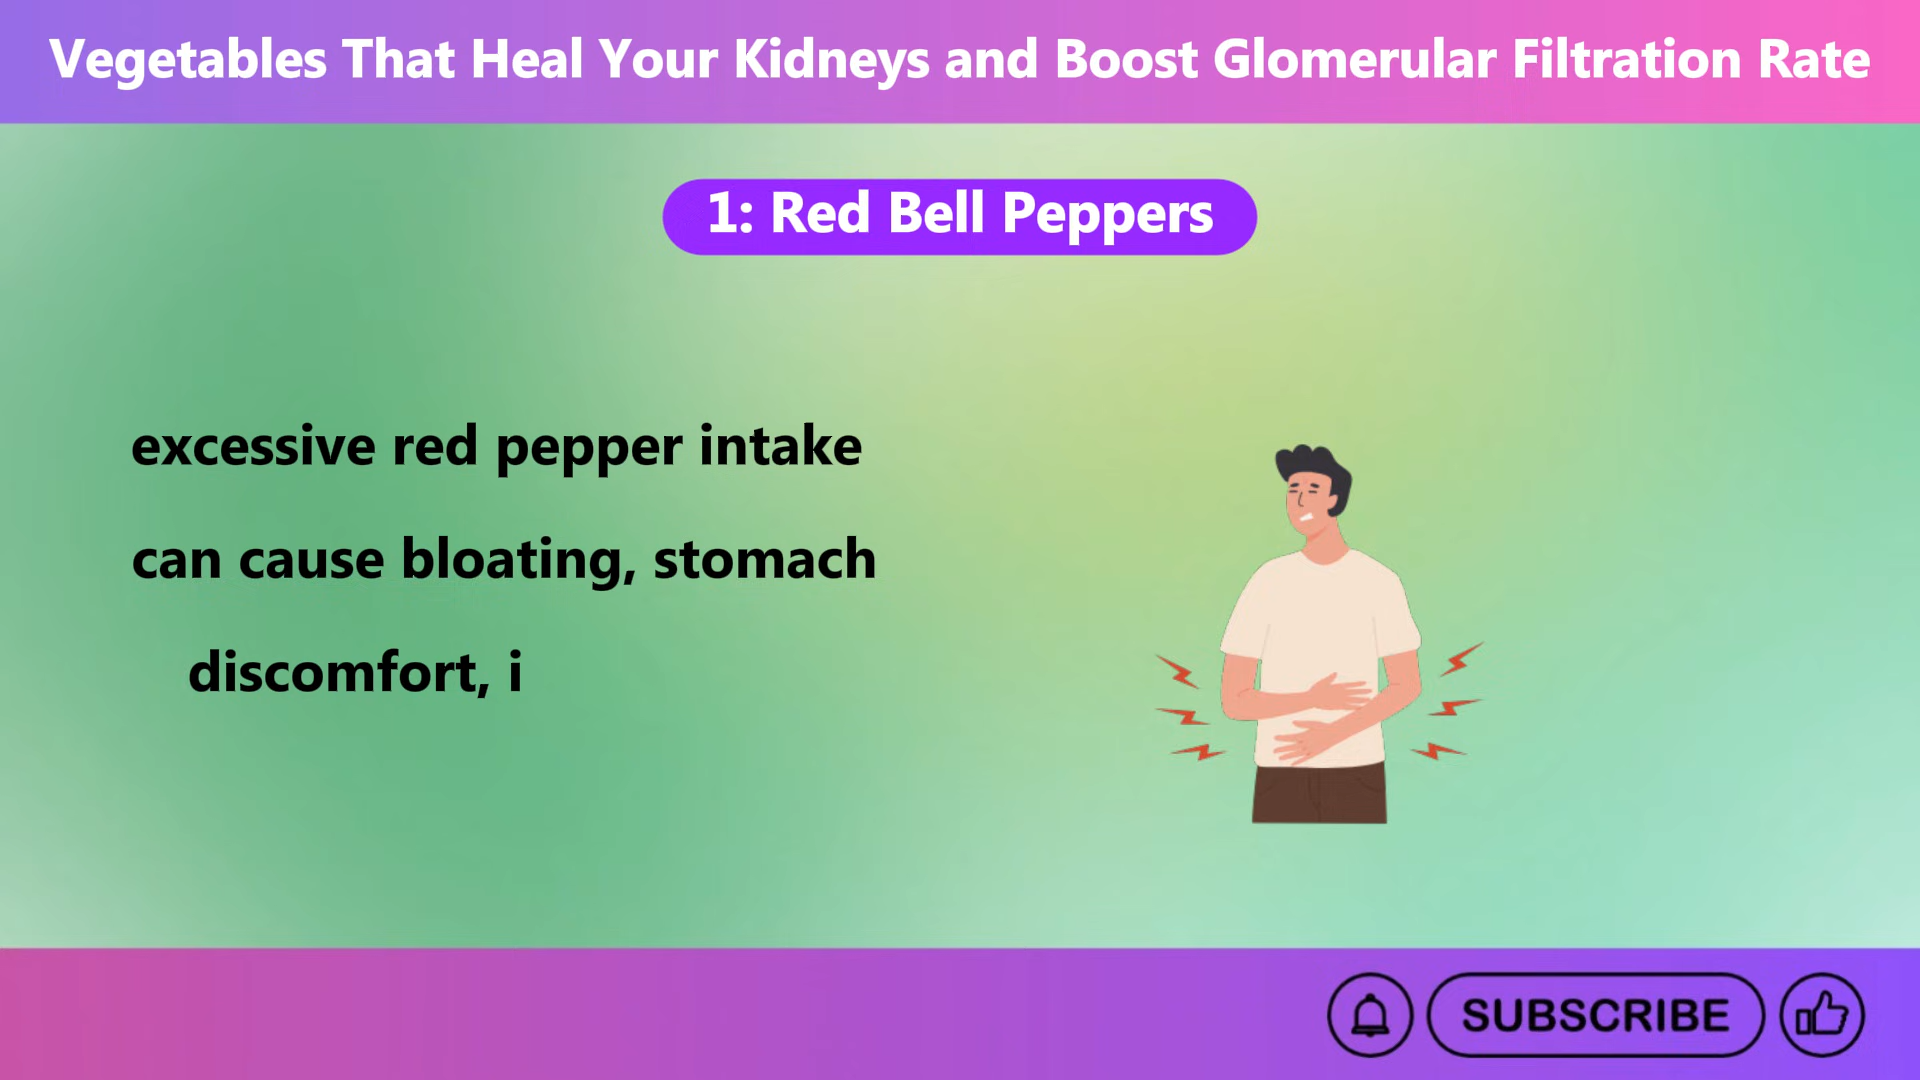 Vegetables That Heal Your Kidneys and Boost Glomerular Filtration Rate
1: Red Bell Peppers
excessive red pepper intake
can cause bloating, stomach
discomfort, i
SUBSCRIBE